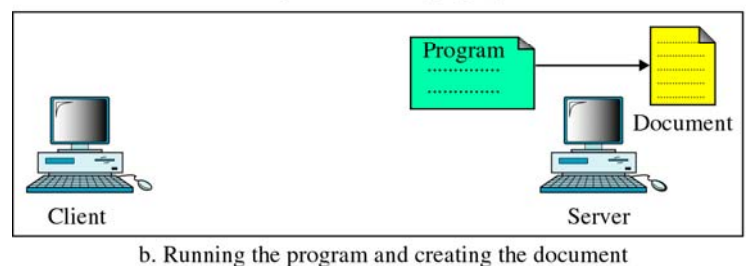 Program
Document
Client
Server
b. Running the program and creating the document